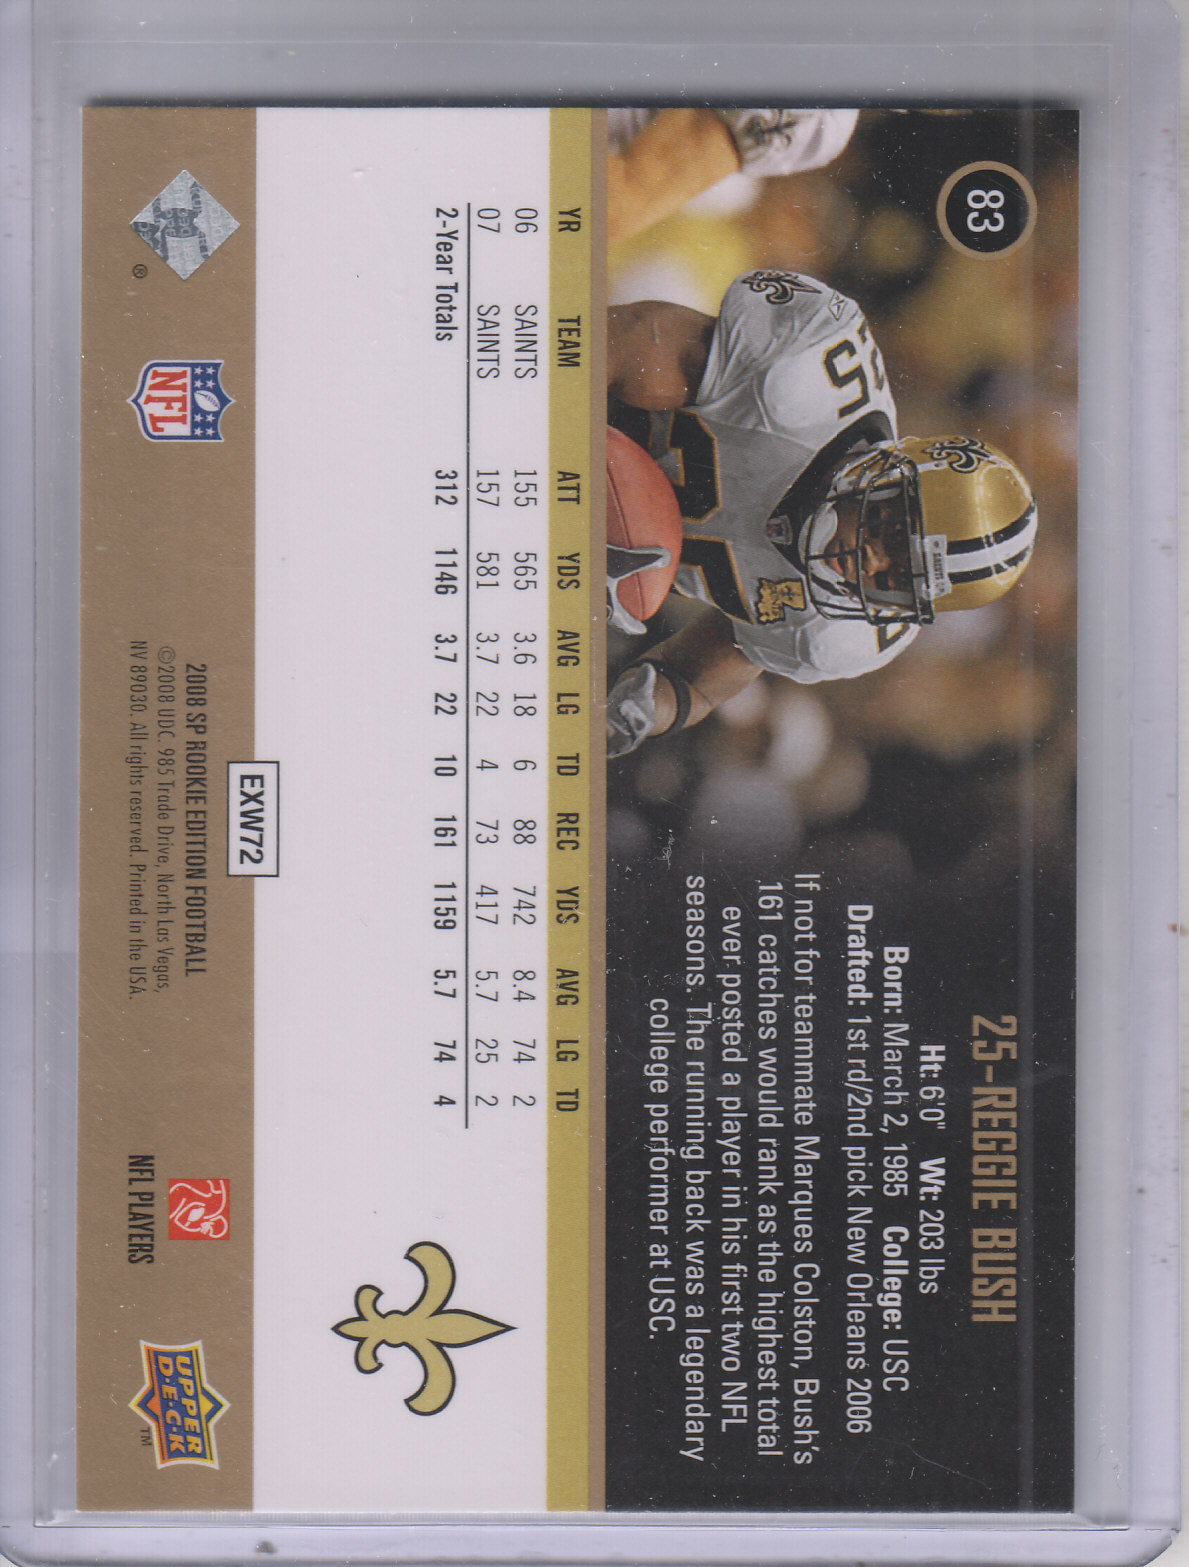 83
25-REGGIE BUSH
Ht: 6'0" Wt: 203 lbs
Born: March 2, 1985 College: USC
Drafted: 1st rd/2nd pick New Orleans 2006
If not for teammate Marques Colston, Bush's
161 catches would rank as the highest total
ever posted a player in his first two NFL
seasons. The running back was a legendary
college performer at USC.
25
YR TEAM ATT YDS AVG LG TD REC YDS AVG LG TD
06 SAINTS 155 565 3.6 18 6 88 742 8.4 74 2
07 SAINTS 157 581 3.7 22 4 73 417 5.7 25 2
2-Year Totals 312 1146 3.7 22 10 161 1159 5.7 74 4
EXW72
®
NFL
2008 SP ROOKIE EDITION FOOTBALL
©2008 UDC. 985 Trade Drive, North Las Vegas,
NV 89030. All rights reserved. Printed in the USA.
NFL PLAYERS
UPPER
D·E·C·K
TM